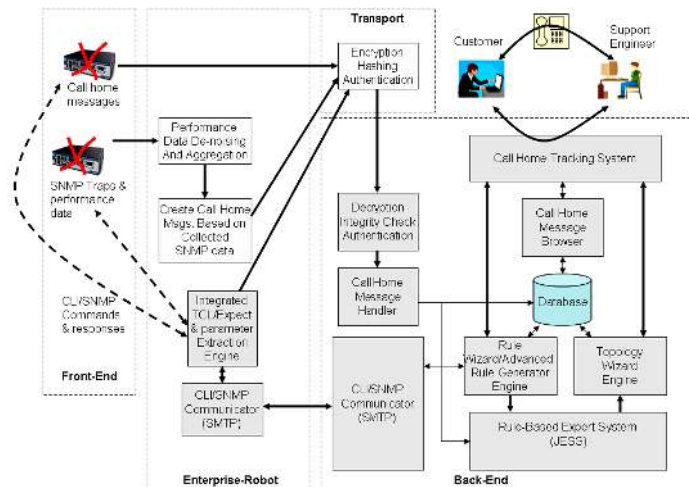 Transport
Customer
Support
Engineer
Encryption
Hashing
Authentication
Call home
messages
Performance
Data De-noising
And Aggregation
SNMP Traps &
performance
data
Create Call Home
Msgs. Based on
Collected
SNMP data
Call Home Tracking System
Decryption
Integrity Check
Authentication
Call Home
Message
Browser
Call Home
Message
Handler
Database
CLI/SNMP
Commands
& responses
Integrated
TCL/Expect
& parameter
Extraction
Engine
Front-End
CLI/SNMP
Communicator
(SMTP)
CLI/SNMP
Communicator
(SMTP)
Rule
Wizard/Advanced
Rule Generator
Engine
Topology
Wizard
Engine
Rule-Based Expert System
(JESS)
Enterprise-Robot
Back-End